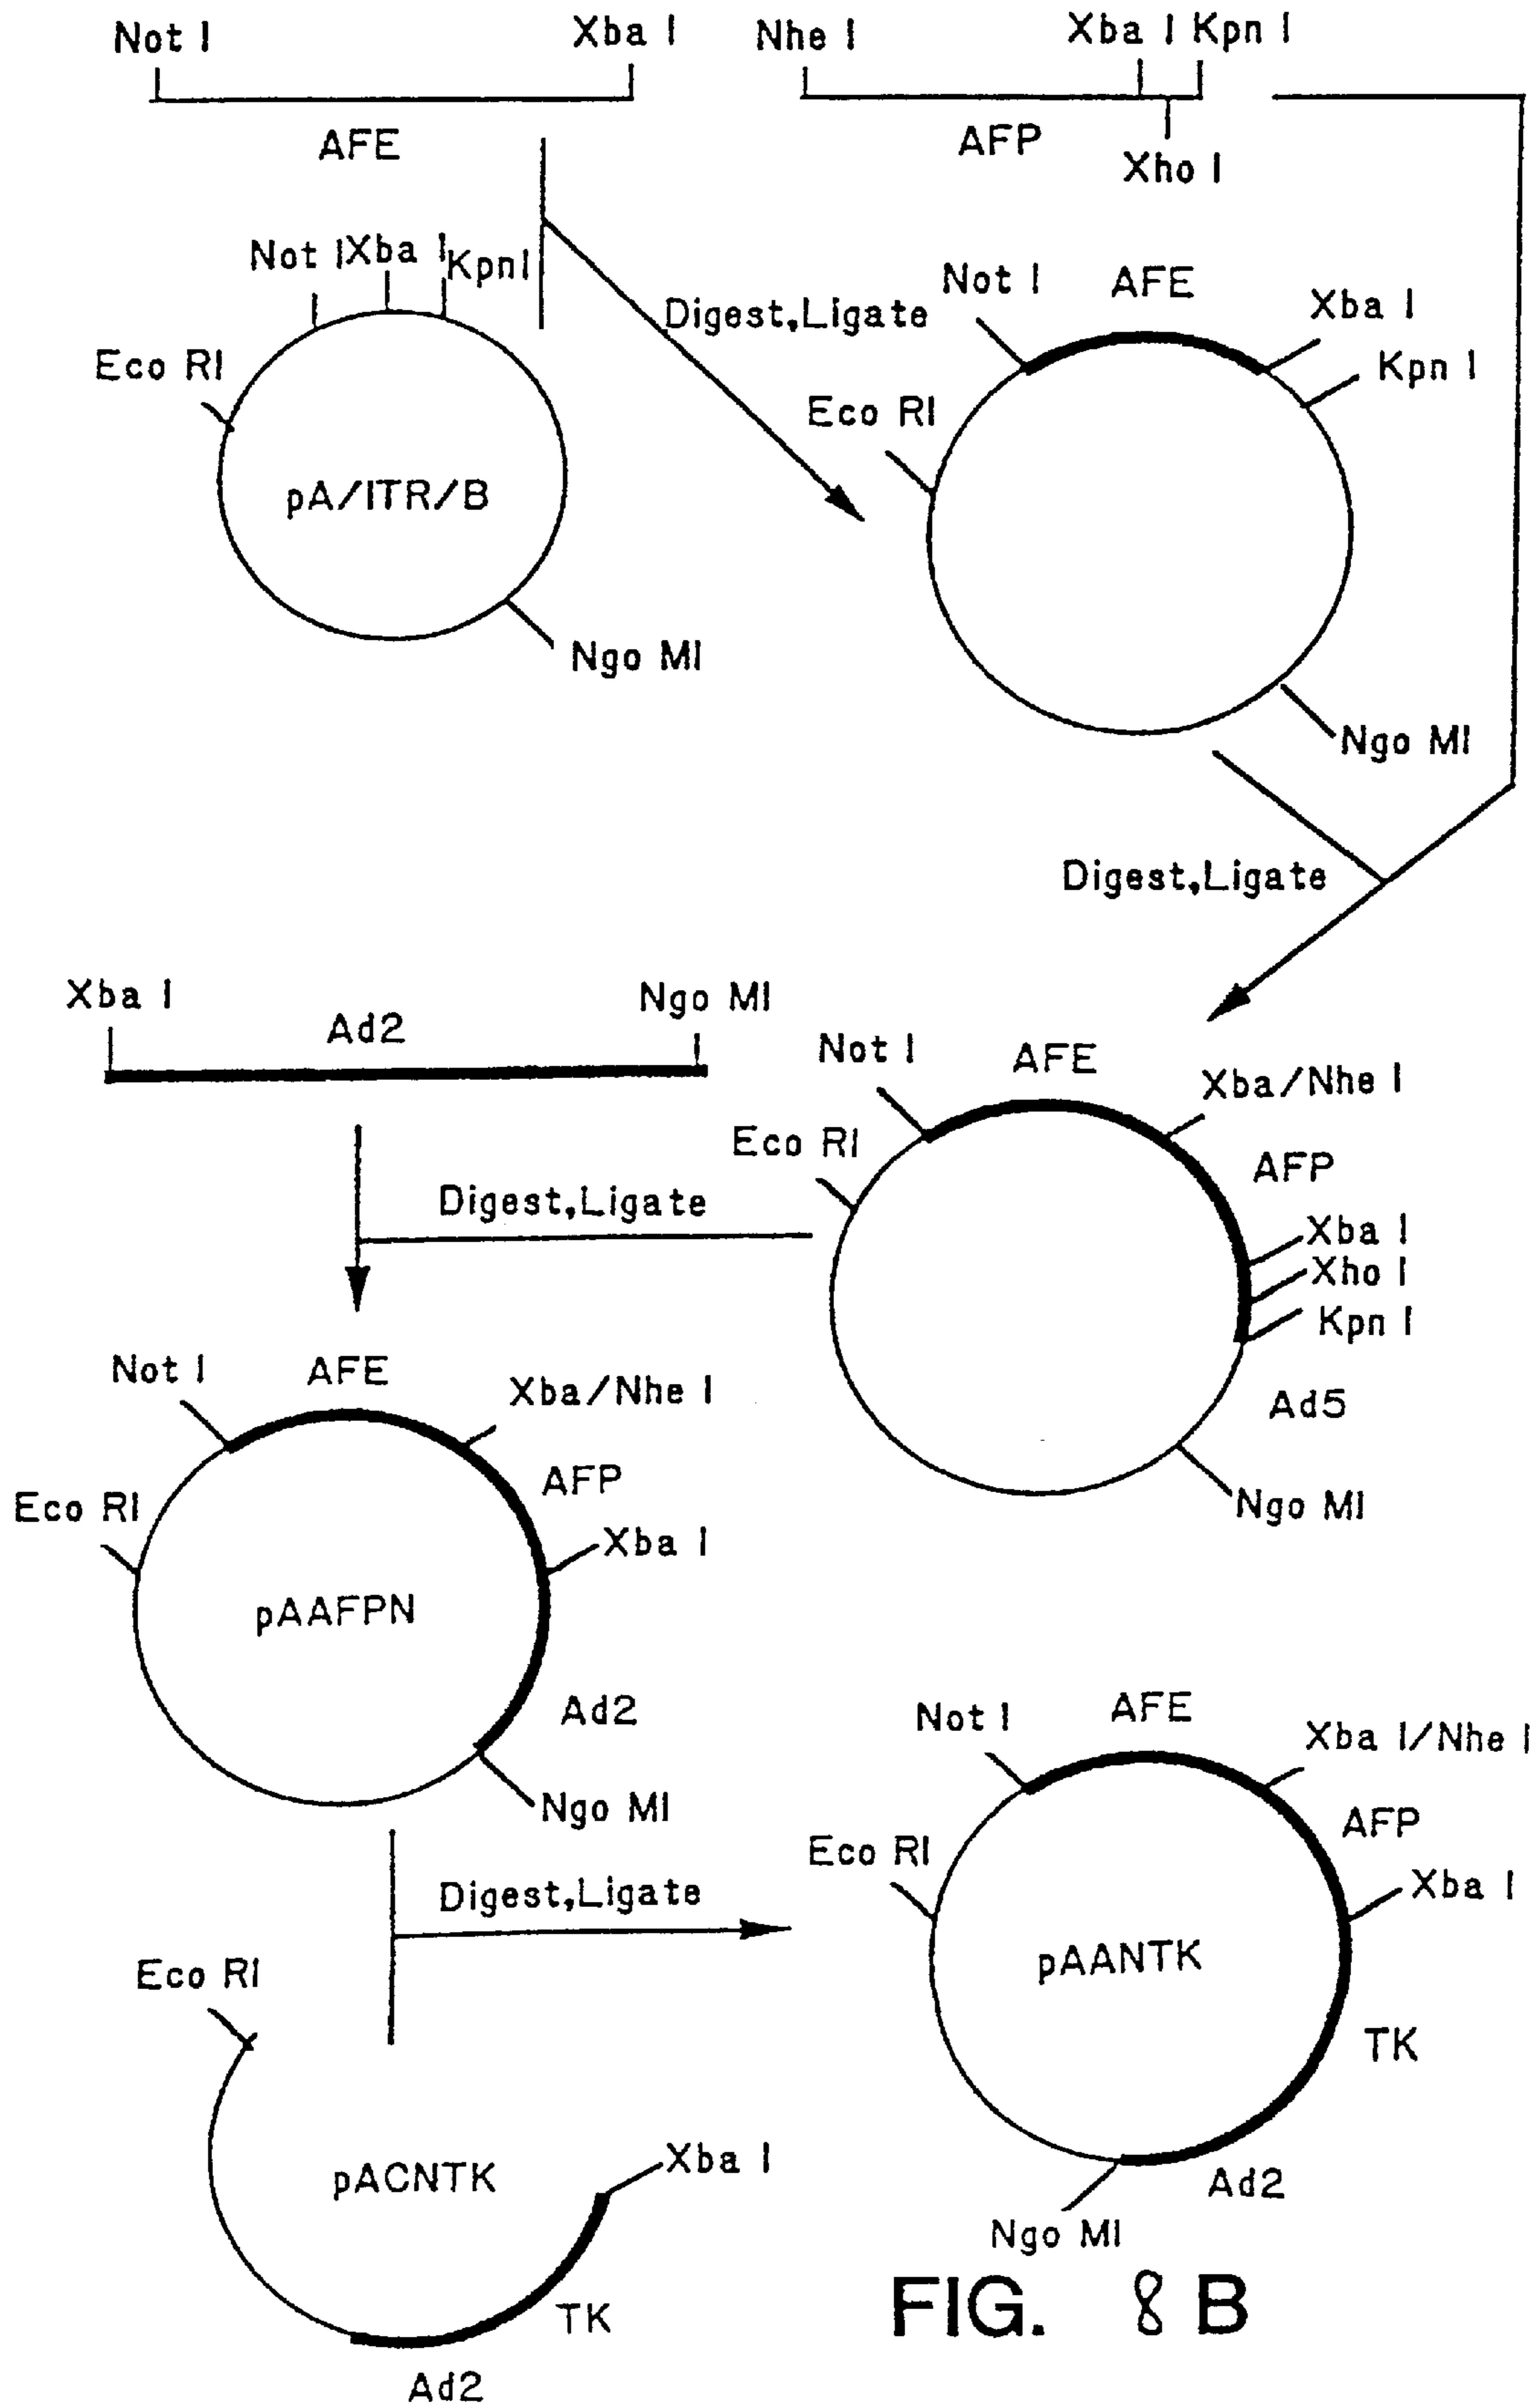 Not I
Xba I
Nhe I
Xba I Kpn I
AFE
AFP
Xho I
Not I Xba I KpnI
Eco RI
pA/ITR/B
Ngo MI
Digest,Ligate
Not I
AFE
Xba I
Kpn I
Eco RI
Ngo MI
Digest,Ligate
Xba I
Ad2
Ngo MI
Not I
AFE
Xba/Nhe I
Eco RI
AFP
Digest,Ligate
Xba I
Xho I
Kpn I
Ad5
Ngo MI
Not I
AFE
Xba/Nhe I
AFP
Eco RI
Xba I
pAAFPN
Ad2
Ngo MI
Digest,Ligate
Not I
AFE
Xba I/Nhe I
AFP
Eco RI
Xba I
pAANTK
TK
Ad2
Ngo MI
Eco RI
pACNTK
Xba I
TK
Ad2
FIG. 8 B